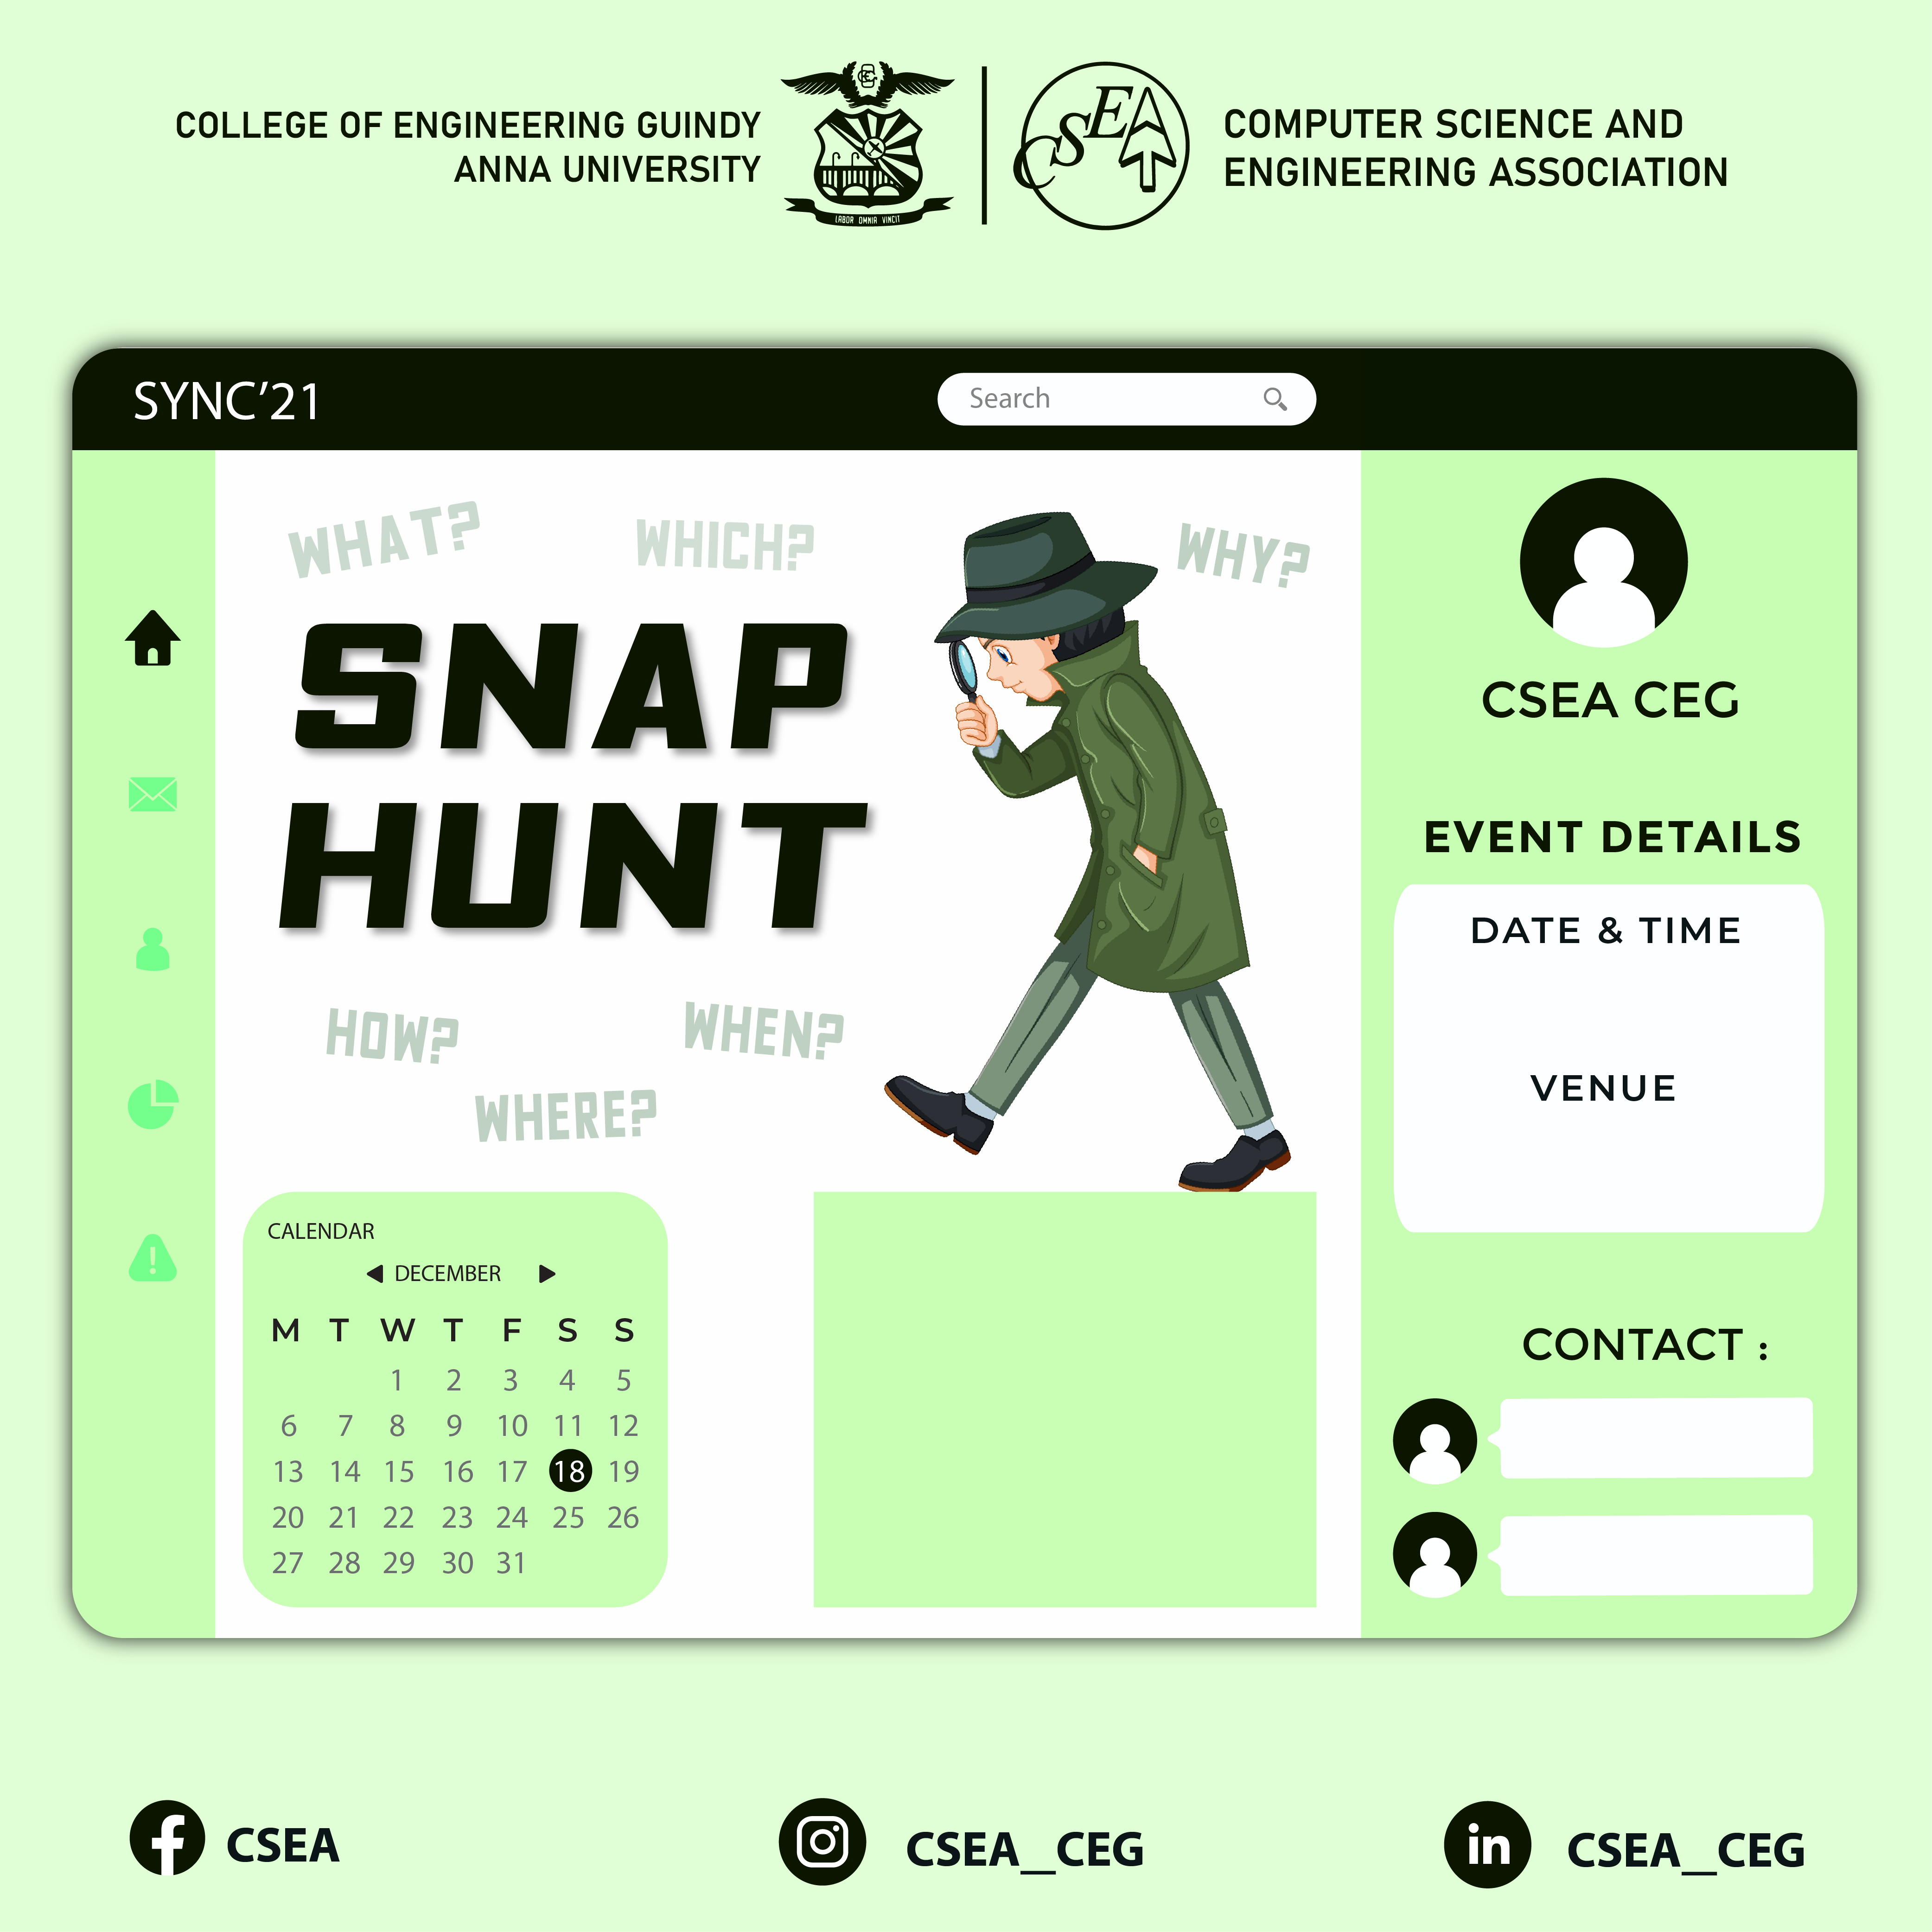 COLLEGE OF ENGINEERING GUINDY
ANNA UNIVERSITY
CEG
LABOR OMNIA VINCIT
CSEA
COMPUTER SCIENCE AND
ENGINEERING ASSOCIATION
SYNC’21
Search
WHAT?
WHICH?
WHY?
SNAP
HUNT
HOW?
WHEN?
WHERE?
CALENDAR
DECEMBER
M T W T F S S
1 2 3 4 5
6 7 8 9 10 11 12
13 14 15 16 17 18 19
20 21 22 23 24 25 26
27 28 29 30 31
CSEA CEG
EVENT DETAILS
DATE & TIME
VENUE
CONTACT :
CSEA
CSEA_CEG
in
CSEA_CEG